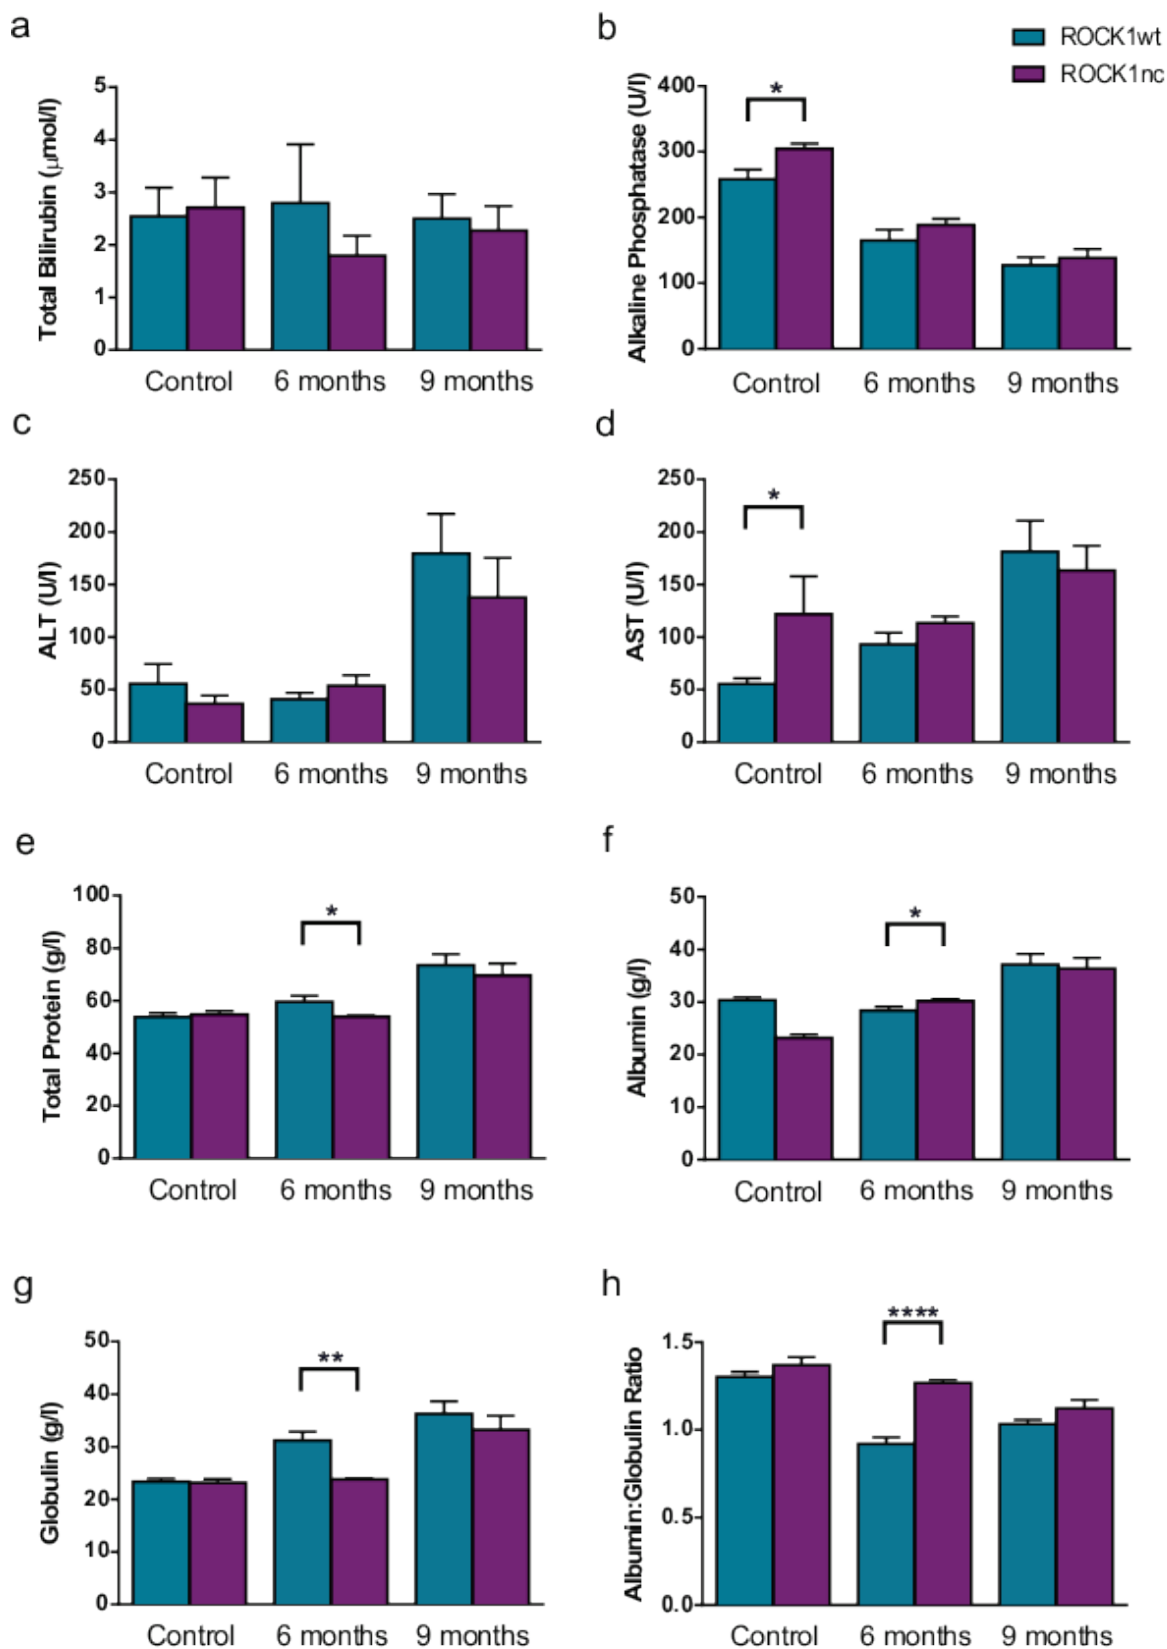 a
b
ROCK1wt
ROCK1nc
Total Bilirubin (μmol/l)
5
4
3
2
1
0
Control 6 months 9 months
Alkaline Phosphatase (U/l)
400
300
200
100
0
*
Control 6 months 9 months
c
d
ALT (U/l)
250
200
150
100
50
0
Control 6 months 9 months
AST (U/l)
250
200
150
100
50
0
*
Control 6 months 9 months
e
f
Total Protein (g/l)
100
80
60
40
20
0
*
Control 6 months 9 months
Albumin (g/l)
50
40
30
20
10
0
*
Control 6 months 9 months
g
h
Globulin (g/l)
50
40
30
20
10
0
**
Control 6 months 9 months
Albumin:Globulin Ratio
1.5
1.0
0.5
0.0
****
Control 6 months 9 months